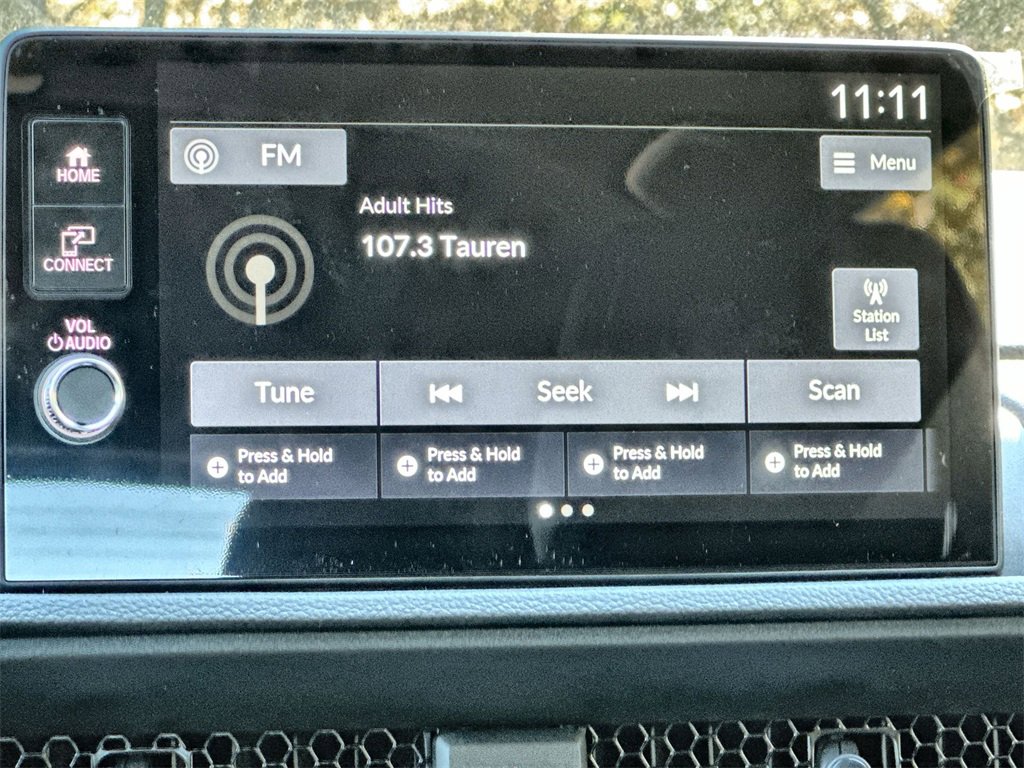 11:11
HOME
FM
Menu
Adult Hits
107.3 Tauren
CONNECT
Station
List
VOL
AUDIO
Tune
Seek
Scan
Press & Hold
to Add
Press & Hold
to Add
Press & Hold
to Add
Press & Hold
to Add